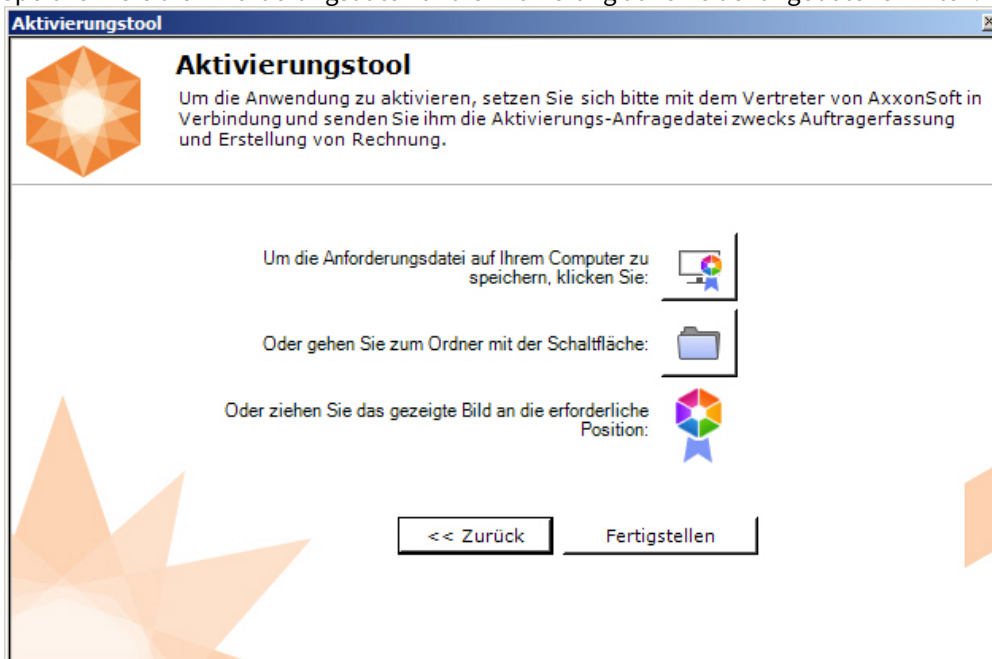 Aktivierungstool
Aktivierungstool
Um die Anwendung zu aktivieren, setzen Sie sich bitte mit dem Vertreter von AxxonSoft in
Verbindung und senden Sie ihm die Aktivierungs-Anfragedatei zwecks Auftragerfassung
und Erstellung von Rechnung.
Um die Anforderungsdatei auf Ihrem Computer zu
speichern, klicken Sie:
Oder gehen Sie zum Ordner mit der Schaltfläche:
Oder ziehen Sie das gezeigte Bild an die erforderliche
Position:
<< Zurück
Fertigstellen